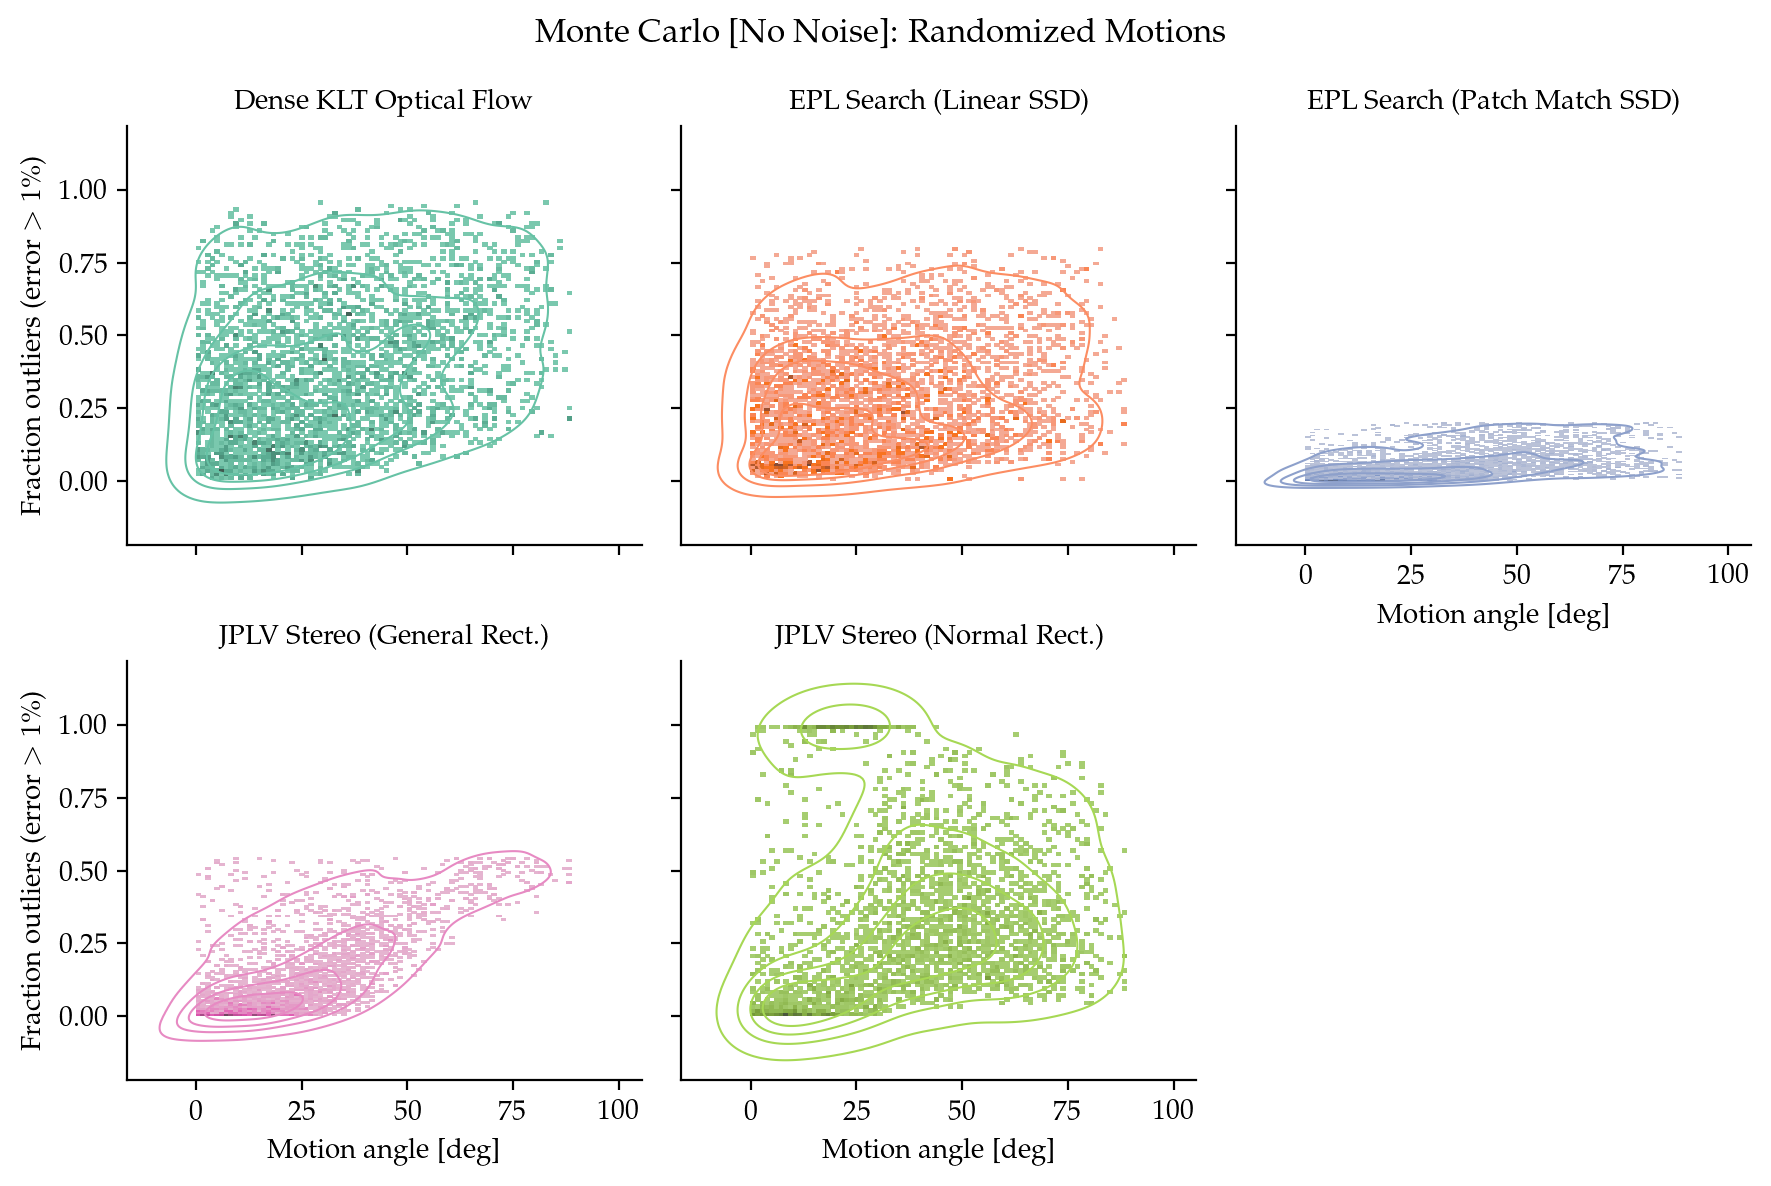 Monte Carlo [No Noise]: Randomized Motions
Dense KLT Optical Flow
EPL Search (Linear SSD)
EPL Search (Patch Match SSD)
Fraction outliers (error > 1%)
1.00
0.75
0.50
0.25
0.00
0 25 50 75 100
Motion angle [deg]
JPLV Stereo (General Rect.)
JPLV Stereo (Normal Rect.)
Fraction outliers (error > 1%)
1.00
0.75
0.50
0.25
0.00
0 25 50 75 100
Motion angle [deg]
0 25 50 75 100
Motion angle [deg]